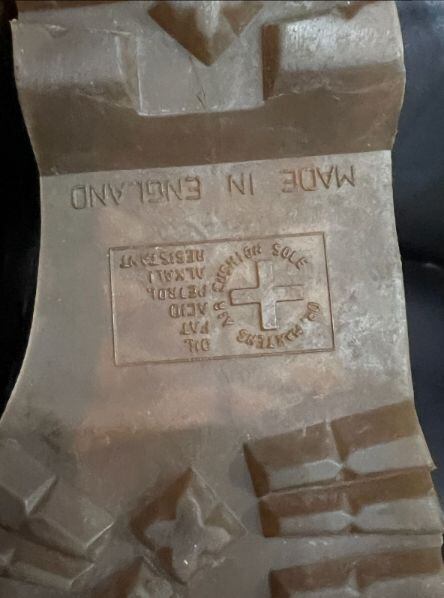 DR. MARTENS AIR CUSHION SOLE
OIL
FAT
ACID
PETROL
ALKALI
RESISTANT
MADE IN ENGLAND